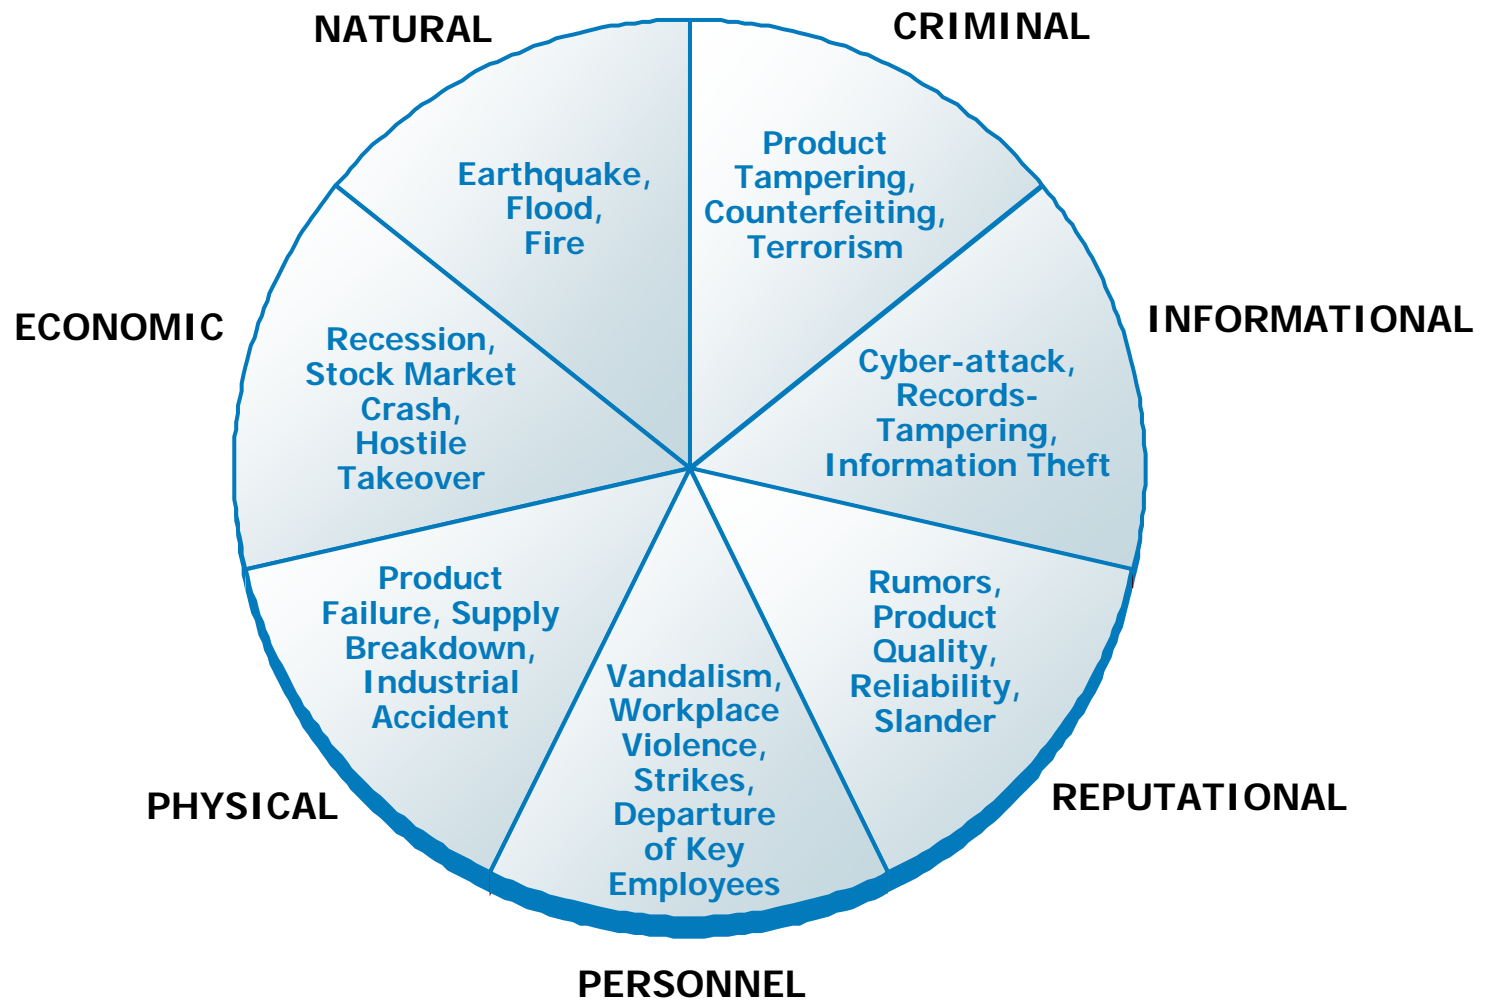 NATURAL
Earthquake,
Flood,
Fire
CRIMINAL
Product
Tampering,
Counterfeiting,
Terrorism
INFORMATIONAL
Cyber-attack,
Records-
Tampering,
Information Theft
REPUTATIONAL
Rumors,
Product
Quality,
Reliability,
Slander
PERSONNEL
Vandalism,
Workplace
Violence,
Strikes,
Departure
of Key
Employees
PHYSICAL
Product
Failure, Supply
Breakdown,
Industrial
Accident
ECONOMIC
Recession,
Stock Market
Crash,
Hostile
Takeover